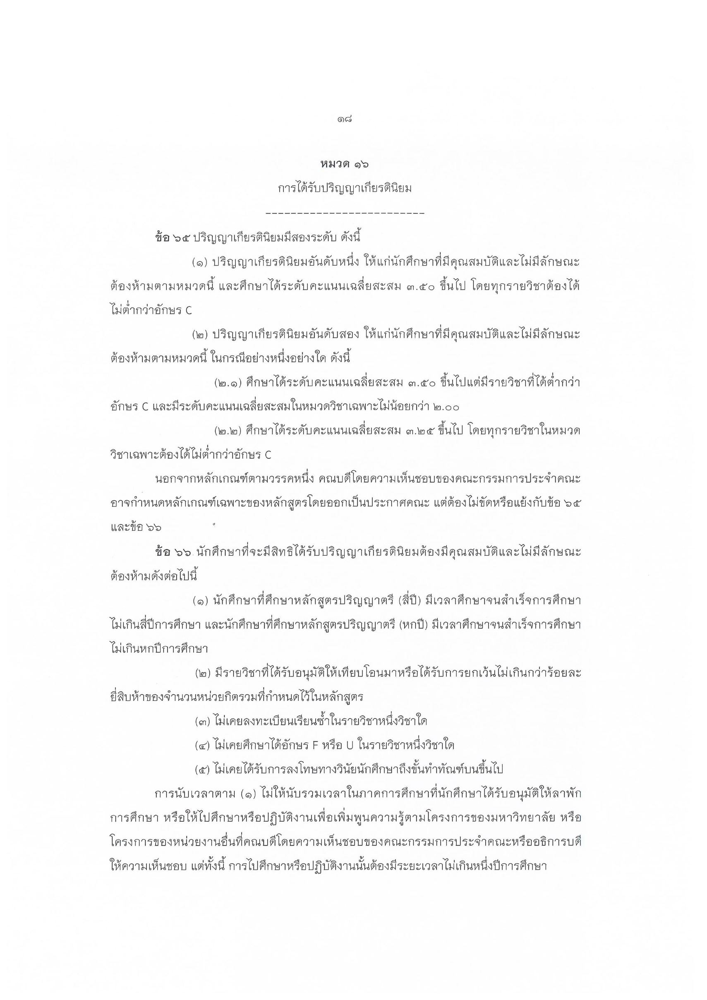 ๑๘
หมวด ๑๖
การได้รับปริญญาเกียรตินิยม
-------------------------
ข้อ ๖๕ ปริญญาเกียรตินิยมมีสองระดับ ดังนี้
(๑) ปริญญาเกียรตินิยมอันดับหนึ่ง ให้แก่นักศึกษาที่มีคุณสมบัติและไม่มีลักษณะ
ต้องห้ามตามหมวดนี้ และศึกษาได้ระดับคะแนนเฉลี่ยสะสม ๓.๕๐ ขึ้นไป โดยทุกรายวิชาต้องได้
ไม่ต่ำกว่าอักษร C
(๒) ปริญญาเกียรตินิยมอันดับสอง ให้แก่นักศึกษาที่มีคุณสมบัติและไม่มีลักษณะ
ต้องห้ามตามหมวดนี้ ในกรณีอย่างหนึ่งอย่างใด ดังนี้
(๒.๑) ศึกษาได้ระดับคะแนนเฉลี่ยสะสม ๓.๕๐ ขึ้นไปแต่มีรายวิชาที่ได้ต่ำกว่า
อักษร C และมีระดับคะแนนเฉลี่ยสะสมในหมวดวิชาเฉพาะไม่น้อยกว่า ๒.๐๐
(๒.๒) ศึกษาได้ระดับคะแนนเฉลี่ยสะสม ๓.๒๕ ขึ้นไป โดยทุกรายวิชาในหมวด
วิชาเฉพาะต้องได้ไม่ต่ำกว่าอักษร C
นอกจากหลักเกณฑ์ตามวรรคหนึ่ง คณบดีโดยความเห็นชอบของคณะกรรมการประจำคณะ
อาจกำหนดหลักเกณฑ์เฉพาะของหลักสูตรโดยออกเป็นประกาศคณะ แต่ต้องไม่ขัดหรือแย้งกับข้อ ๖๕
และข้อ ๖๖
ข้อ ๖๖ นักศึกษาที่จะมีสิทธิได้รับปริญญาเกียรตินิยมต้องมีคุณสมบัติและไม่มีลักษณะ
ต้องห้ามดังต่อไปนี้
(๑) นักศึกษาที่ศึกษาหลักสูตรปริญญาตรี (สี่ปี) มีเวลาศึกษาจนสำเร็จการศึกษา
ไม่เกินสี่ปีการศึกษา และนักศึกษาที่ศึกษาหลักสูตรปริญญาตรี (หกปี) มีเวลาศึกษาจนสำเร็จการศึกษา
ไม่เกินหกปีการศึกษา
(๒) มีรายวิชาที่ได้รับอนุมัติให้เทียบโอนมาหรือได้รับการยกเว้นไม่เกินกว่าร้อยละ
ยี่สิบห้าของจำนวนหน่วยกิตรวมที่กำหนดไว้ในหลักสูตร
(๓) ไม่เคยลงทะเบียนเรียนซ้ำในรายวิชาหนึ่งวิชาใด
(๔) ไม่เคยศึกษาได้อักษร F หรือ U ในรายวิชาหนึ่งวิชาใด
(๕) ไม่เคยได้รับการลงโทษทางวินัยนักศึกษาถึงขั้นทำทัณฑ์บนขึ้นไป
การนับเวลาตาม (๑) ไม่ให้นับรวมเวลาในภาคการศึกษาที่นักศึกษาได้รับอนุมัติให้ลาพัก
การศึกษา หรือให้ไปศึกษาหรือปฏิบัติงานเพื่อเพิ่มพูนความรู้ตามโครงการของมหาวิทยาลัย หรือ
โครงการของหน่วยงานอื่นที่คณบดีโดยความเห็นชอบของคณะกรรมการประจำคณะหรืออธิการบดี
ให้ความเห็นชอบ แต่ทั้งนี้ การไปศึกษาหรือปฏิบัติงานนั้นต้องมีระยะเวลาไม่เกินหนึ่งปีการศึกษา